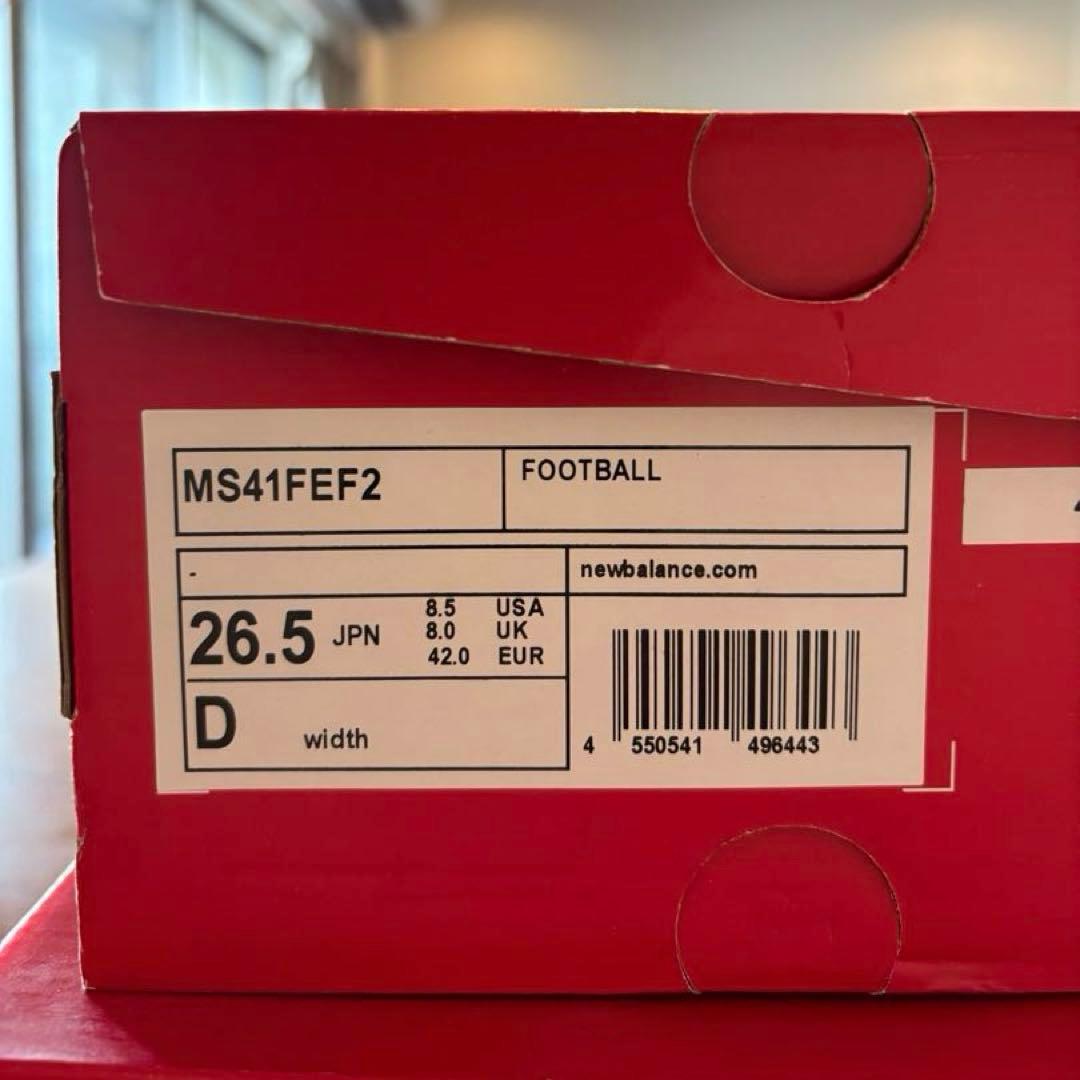 MS41FEF2
FOOTBALL
-
newbalance.com
26.5 JPN
8.5 USA
8.0 UK
42.0 EUR
D width
4 550541 496443